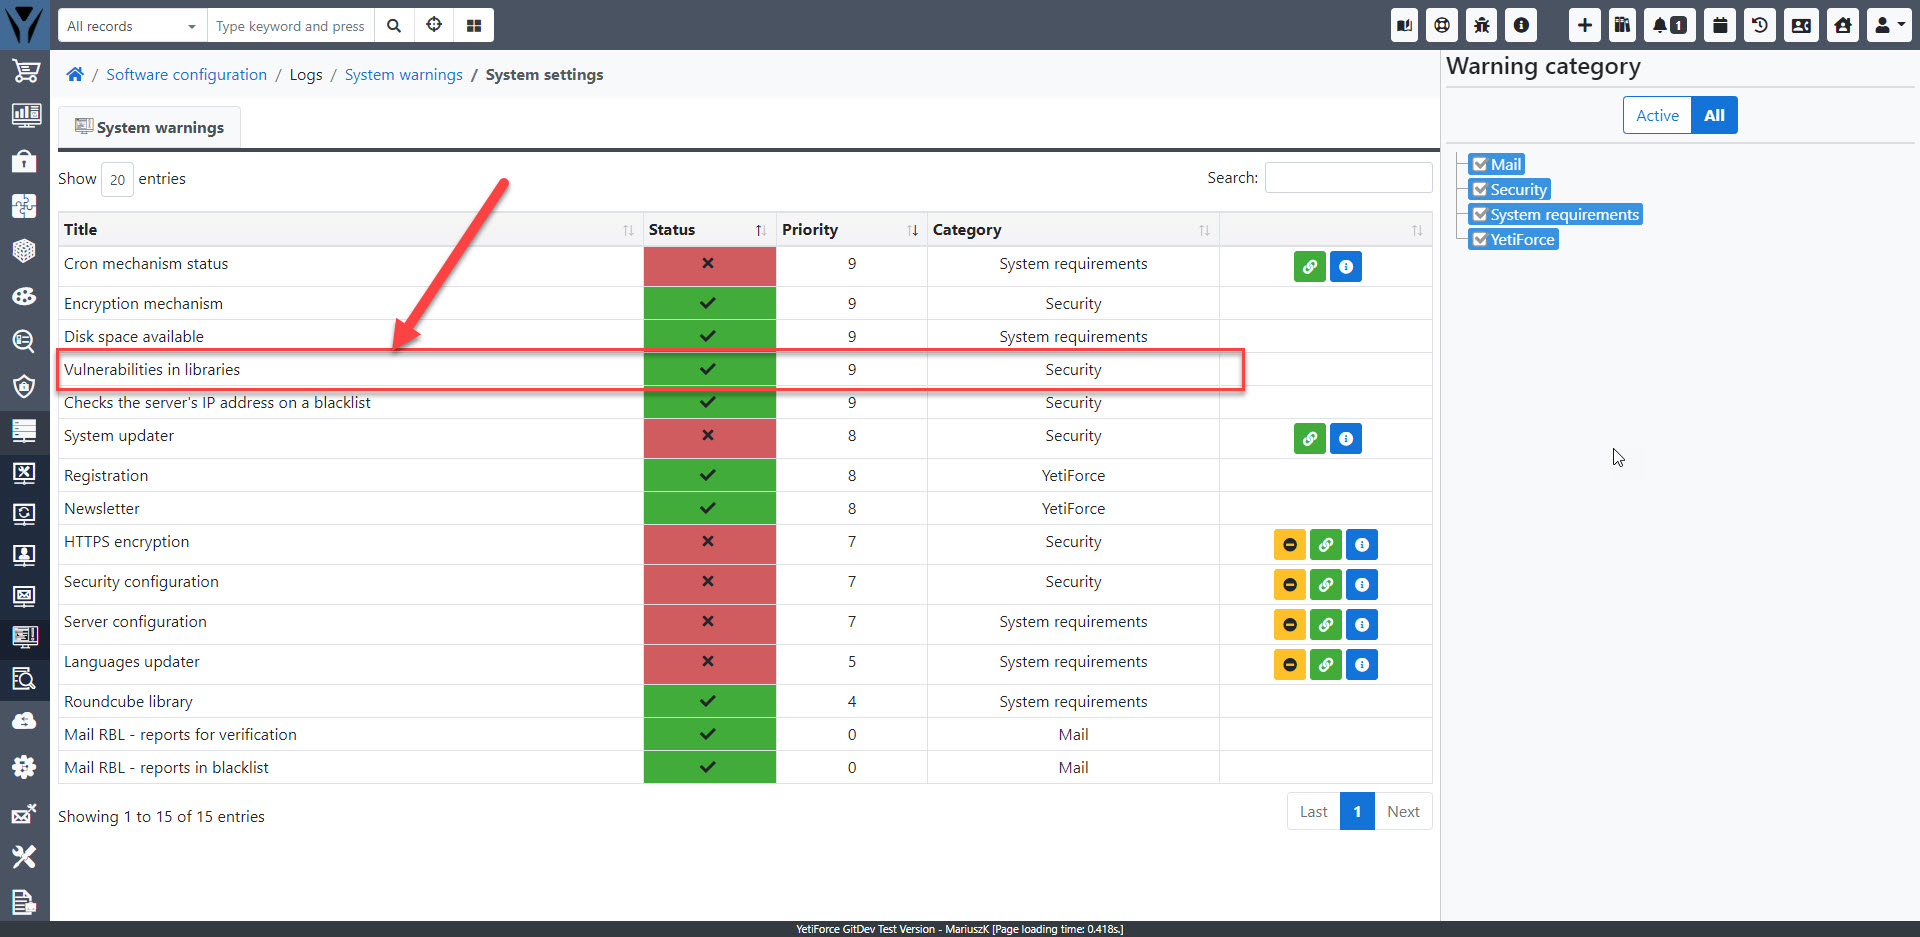 All records
Type keyword and press
1
/ Software configuration / Logs / System warnings / System settings
Warning category
Active All
System warnings
Mail
Security
System requirements
YetiForce
Show 20 entries
Search:
Title Status Priority Category
Cron mechanism status 9 System requirements
Encryption mechanism 9 Security
Disk space available 9 System requirements
Vulnerabilities in libraries 9 Security
Checks the server's IP address on a blacklist 9 Security
System updater 8 Security
Registration 8 YetiForce
Newsletter 8 YetiForce
HTTPS encryption 7 Security
Security configuration 7 Security
Server configuration 7 System requirements
Languages updater 5 System requirements
Roundcube library 4 System requirements
Mail RBL - reports for verification 0 Mail
Mail RBL - reports in blacklist 0 Mail
Showing 1 to 15 of 15 entries
Last 1 Next
YetiForce GitDev Test Version - MariuszK [Page loading time: 0.418s.]